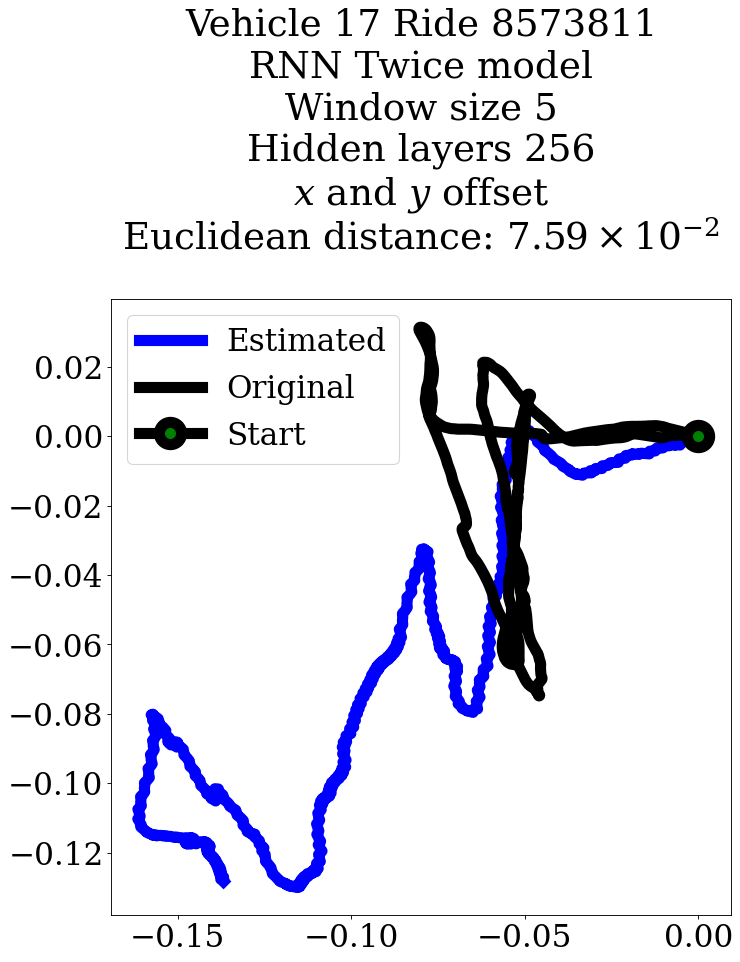 Vehicle 17 Ride 8573811
RNN Twice model
Window size 5
Hidden layers 256
x and y offset
Euclidean distance: 7.59 × 10⁻²
Estimated
Original
Start
0.02
0.00
−0.02
−0.04
−0.06
−0.08
−0.10
−0.12
−0.15 −0.10 −0.05 0.00